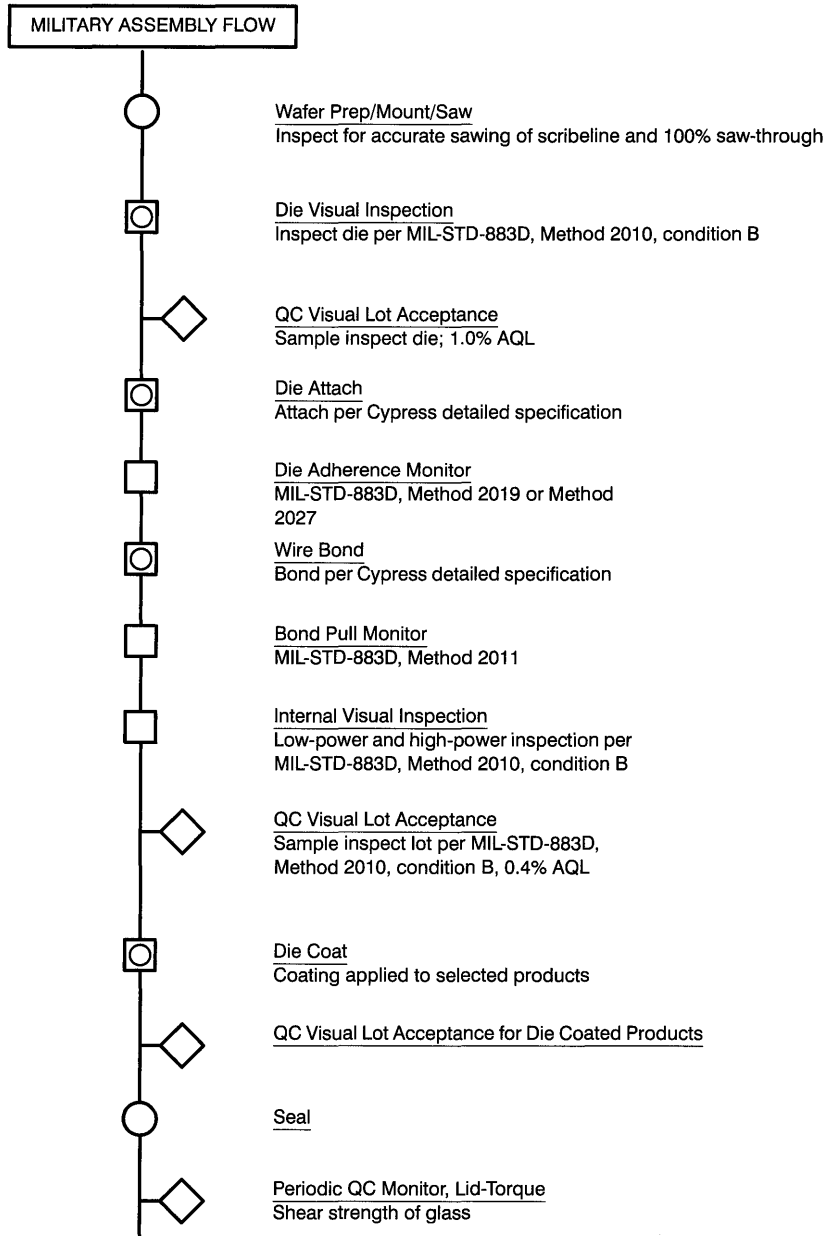 MILITARY ASSEMBLY FLOW
Wafer Prep/Mount/Saw
Inspect for accurate sawing of scribeline and 100% saw-through
Die Visual Inspection
Inspect die per MIL-STD-883D, Method 2010, condition B
QC Visual Lot Acceptance
Sample inspect die; 1.0% AQL
Die Attach
Attach per Cypress detailed specification
Die Adherence Monitor
MIL-STD-883D, Method 2019 or Method
2027
Wire Bond
Bond per Cypress detailed specification
Bond Pull Monitor
MIL-STD-883D, Method 2011
Internal Visual Inspection
Low-power and high-power inspection per
MIL-STD-883D, Method 2010, condition B
QC Visual Lot Acceptance
Sample inspect lot per MIL-STD-883D,
Method 2010, condition B, 0.4% AQL
Die Coat
Coating applied to selected products
QC Visual Lot Acceptance for Die Coated Products
Seal
Periodic QC Monitor, Lid-Torque
Shear strength of glass